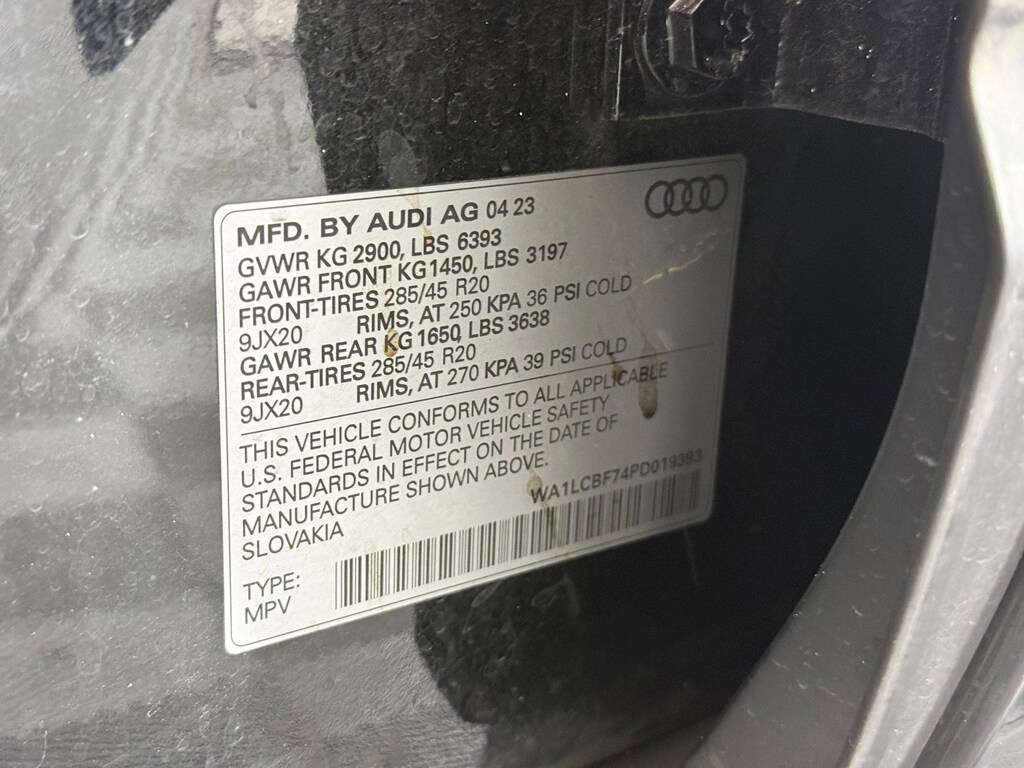 MFD. BY AUDI AG 04 23
GVWR KG 2900, LBS 6393
GAWR FRONT KG 1450, LBS 3197
FRONT-TIRES 285/45 R20
9JX20 RIMS, AT 250 KPA 36 PSI COLD
GAWR REAR KG 1650, LBS 3638
REAR-TIRES 285/45 R20
9JX20 RIMS, AT 270 KPA 39 PSI COLD
THIS VEHICLE CONFORMS TO ALL APPLICABLE
U.S. FEDERAL MOTOR VEHICLE SAFETY
STANDARDS IN EFFECT ON THE DATE OF
MANUFACTURE SHOWN ABOVE.
SLOVAKIA
WA1LCBF74PD019393
TYPE:
MPV